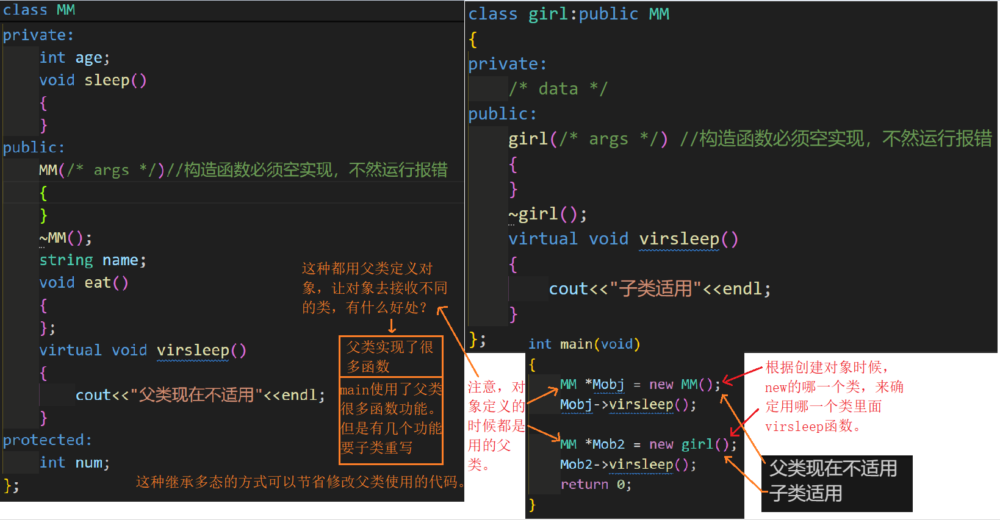 class MM
private:
int age;
void sleep()
{
}
public:
MM(/* args */)//构造函数必须空实现，不然运行报错
{
}
~MM();
string name;
void eat()
{
};
virtual void virsleep()
{
cout<<"父类现在不适用"<<endl;
}
protected:
int num;
};
这种都用父类定义对
象，让对象去接收不同
的类，有什么好处？
父类实现了很
多函数
main使用了父类
很多函数功能。
但是有几个功能
要子类重写
这种继承多态的方式可以节省修改父类使用的代码。
class girl:public MM
{
private:
/* data */
public:
girl(/* args */) //构造函数必须空实现，不然运行报错
{
}
~girl();
virtual void virsleep()
{
cout<<"子类适用"<<endl;
}
};
int main(void)
{
MM *Mobj = new MM();
Mobj->virsleep();
MM *Mob2 = new girl();
Mob2->virsleep();
return 0;
}
注意，对
象定义的
时候都是
用的父
类。
根据创建对象时候，
new的哪一个类，来确
定用哪一个类里面
virsleep函数。
父类现在不适用
子类适用